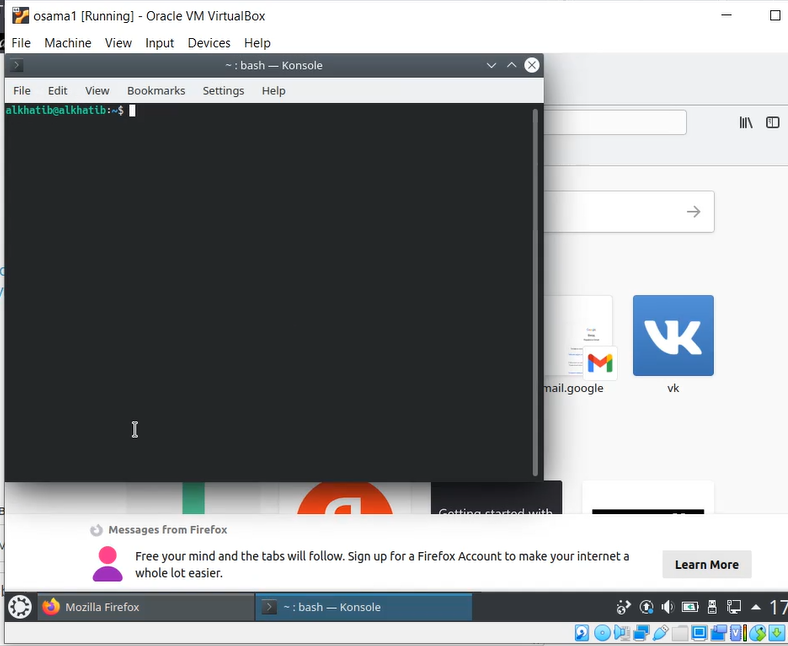 osama1 [Running] - Oracle VM VirtualBox
File Machine View Input Devices Help
~ : bash — Konsole
File Edit View Bookmarks Settings Help
alkhatib@alkhatib:~$
mail.google
vk
Getting started with
Messages from Firefox
Free your mind and the tabs will follow. Sign up for a Firefox Account to make your internet a
whole lot easier.
Learn More
Mozilla Firefox
~ : bash — Konsole
17